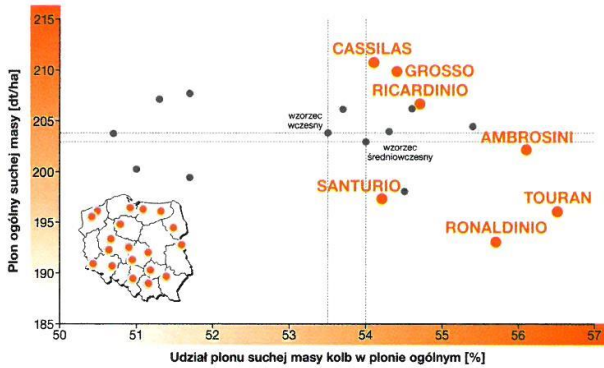 Plon ogólny suchej masy [dt/ha]
215
210
205
200
195
190
185
CASSILAS
GROSSO
RICARDINIO
wzorzec
wczesny
wzorzec
średniowczesny
AMBROSINI
SANTURIO
TOURAN
RONALDINIO
50 51 52 53 54 55 56 57
Udział plonu suchej masy kolb w plonie ogólnym [%]